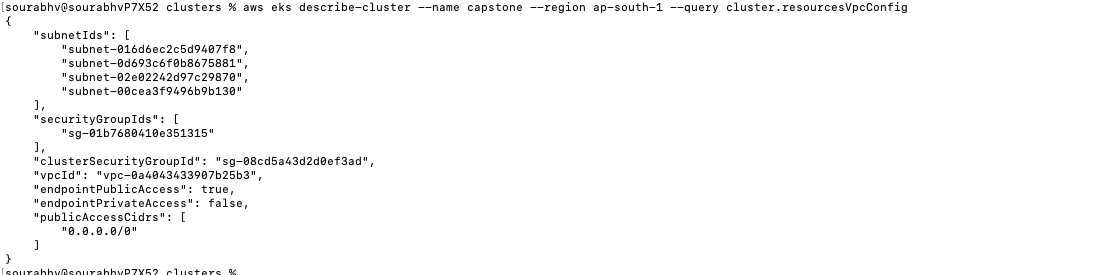 [sourabhv@sourabhvP7X52 clusters % aws eks describe-cluster --name capstone --region ap-south-1 --query cluster.resourcesVpcConfig
{
    "subnetIds": [
        "subnet-016d6ec2c5d9407f8",
        "subnet-0d693c6f0b8675881",
        "subnet-02e02242d97c29870",
        "subnet-00cea3f9496b9b130"
    ],
    "securityGroupIds": [
        "sg-01b7680410e351315"
    ],
    "clusterSecurityGroupId": "sg-08cd5a43d2d0ef3ad",
    "vpcId": "vpc-0a4043433907b25b3",
    "endpointPublicAccess": true,
    "endpointPrivateAccess": false,
    "publicAccessCidrs": [
        "0.0.0.0/0"
    ]
}
[sourabhv@sourabhvP7X52 clusters %